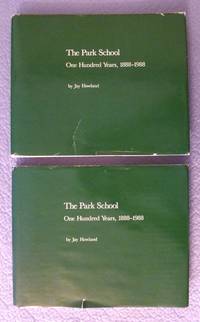 The Park School
One Hundred Years, 1888-1988
by Jay Howland
The Park School
One Hundred Years, 1888-1988
by Jay Howland